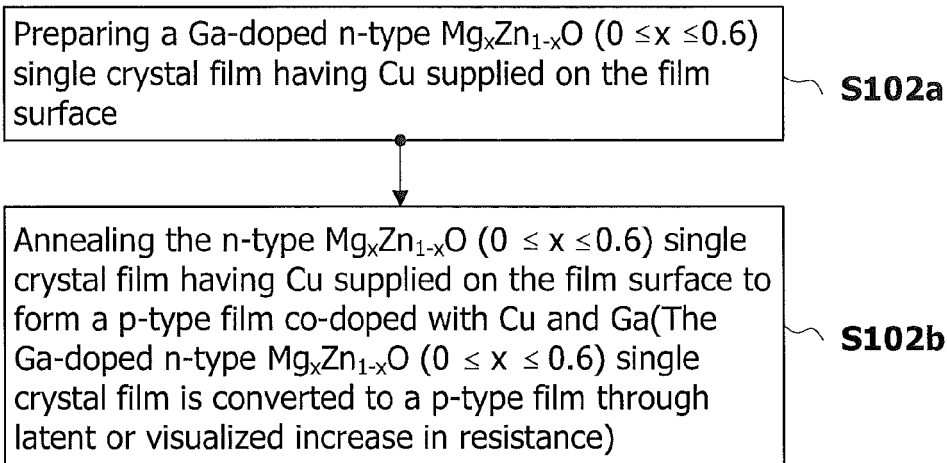 Preparing a Ga-doped n-type MgₓZn₁₋ₓO (0 ≤x ≤0.6)
single crystal film having Cu supplied on the film
surface
S102a
Annealing the n-type MgₓZn₁₋ₓO (0 ≤ x ≤0.6) single
crystal film having Cu supplied on the film surface to
form a p-type film co-doped with Cu and Ga(The
Ga-doped n-type MgₓZn₁₋ₓO (0 ≤ x ≤ 0.6) single
crystal film is converted to a p-type film through
latent or visualized increase in resistance)
S102b